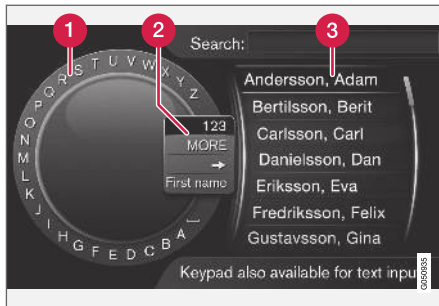 1
2
3
Search:
A B C D E F G H I J K L M N O P Q R S T U V W X Y Z
123
MORE
→
First name
Andersson, Adam
Bertilsson, Berit
Carlsson, Carl
Danielsson, Dan
Eriksson, Eva
Fredriksson, Felix
Gustavsson, Gina
Keypad also available for text input
G050935